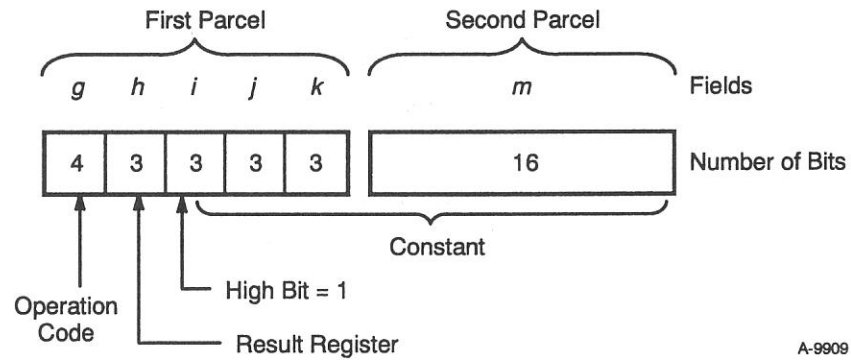 First Parcel Second Parcel
g h i j k m Fields
4 3 3 3 3 16 Number of Bits
Constant
High Bit = 1
Operation
Code
Result Register
A-9909